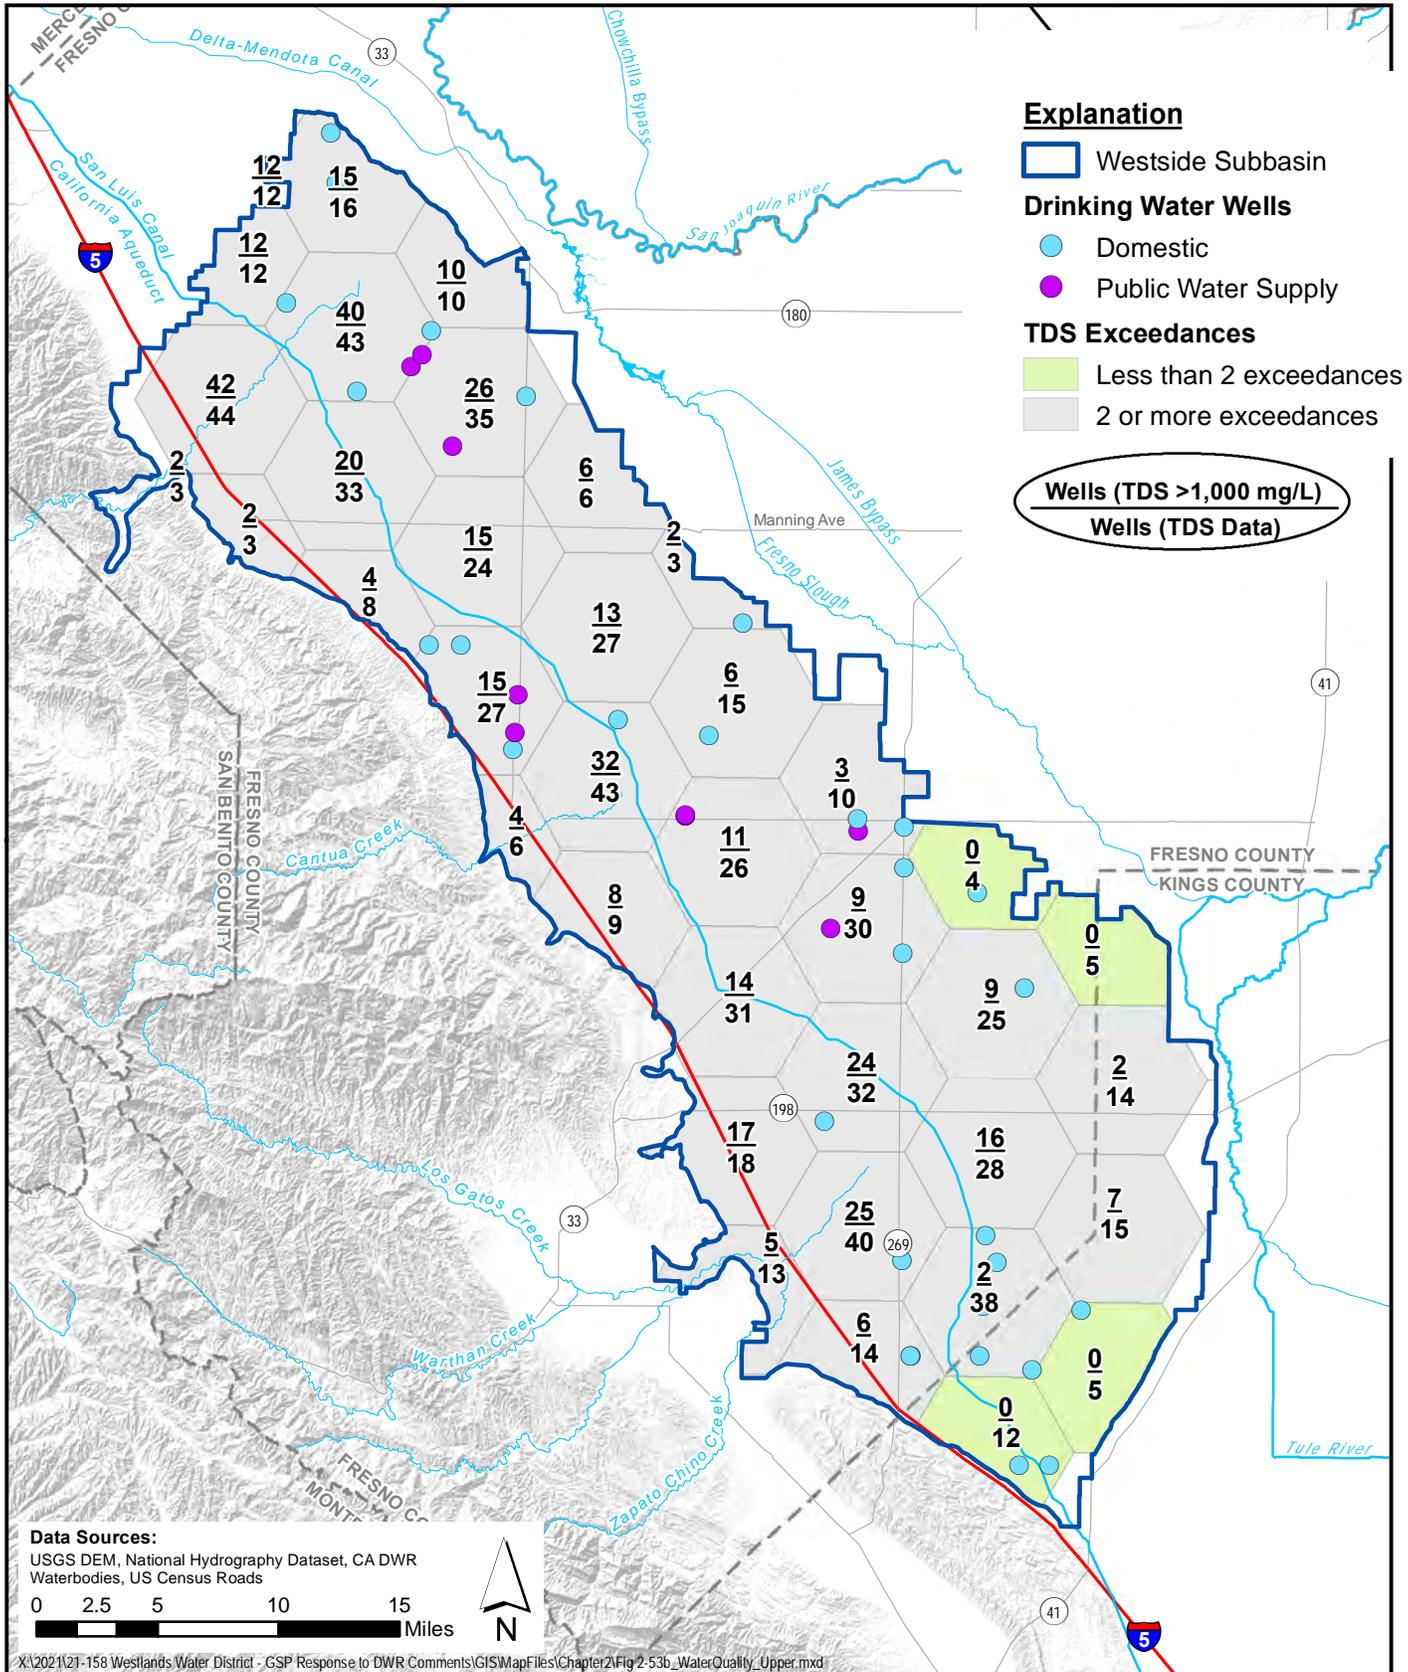 MERCE
FRESNO C
Delta-Mendota Canal
33
Chowchilla Bypass
San Luis Canal
California Aqueduct
5
San Joaquin River
180
Explanation
Westside Subbasin
Drinking Water Wells
Domestic
Public Water Supply
TDS Exceedances
Less than 2 exceedances
2 or more exceedances
Wells (TDS >1,000 mg/L)
Wells (TDS Data)
12
12
15
16
12
12
10
10
40
43
42
44
26
35
2
3
20
33
6
6
2
3
15
24
2
3
Manning Ave
James Bypass
Fresno Slough
4
8
13
27
6
15
15
27
41
32
43
3
10
4
6
11
26
0
4
FRESNO COUNTY
KINGS COUNTY
SAN BENITO COUNTY
FRESNO COUNTY
Cantua Creek
8
9
9
30
0
5
14
31
9
25
24
32
2
14
198
17
18
16
28
Los Gatos Creek
33
25
40
269
7
15
5
13
2
38
Warthan Creek
6
14
0
5
0
12
Zapato Chino Creek
Tule River
FRESNO CO
MONT
Data Sources:
USGS DEM, National Hydrography Dataset, CA DWR
Waterbodies, US Census Roads
0 2.5 5 10 15
Miles
N
41
5
X:\2021\21-158 Westlands Water District - GSP Response to DWR Comments\GIS\MapFiles\Chapter2\Fig 2-53b_WaterQuality_Upper.mxd